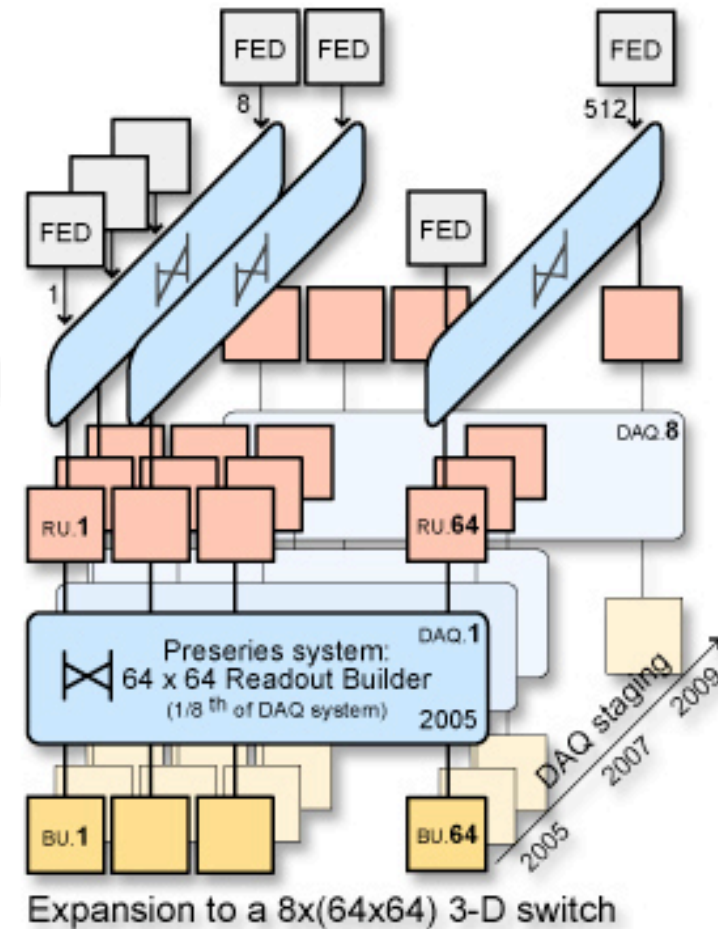 FED
FED
FED
8
512
FED
FED
1
DAQ.8
RU.1
RU.64
DAQ.1
Preseries system:
64 x 64 Readout Builder
(1/8 th of DAQ system)
2005
DAQ staging
2005
2007
2009
BU.1
BU.64
Expansion to a 8x(64x64) 3-D switch